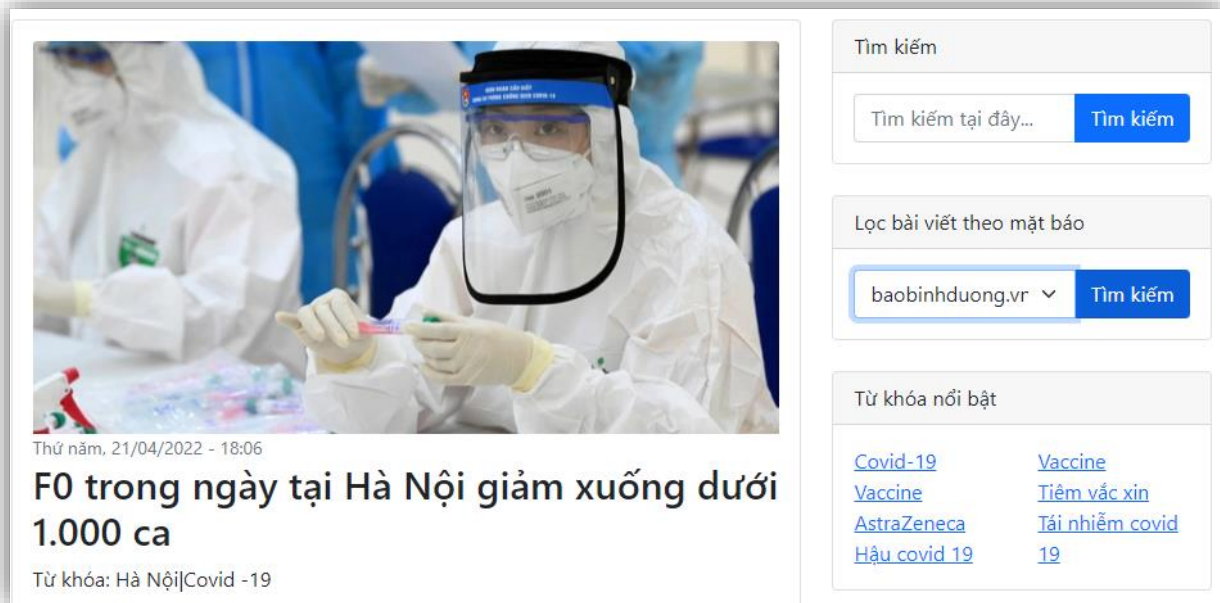 Thứ năm, 21/04/2022 - 18:06
F0 trong ngày tại Hà Nội giảm xuống dưới
1.000 ca
Từ khóa: Hà Nội|Covid -19
Tìm kiếm
Tìm kiếm tại đây... Tìm kiếm
Lọc bài viết theo mặt báo
baobinhduong.vn Tìm kiếm
Từ khóa nổi bật
Covid-19
Vaccine
AstraZeneca
Hậu covid 19
Vaccine
Tiêm vắc xin
Tái nhiễm covid
19